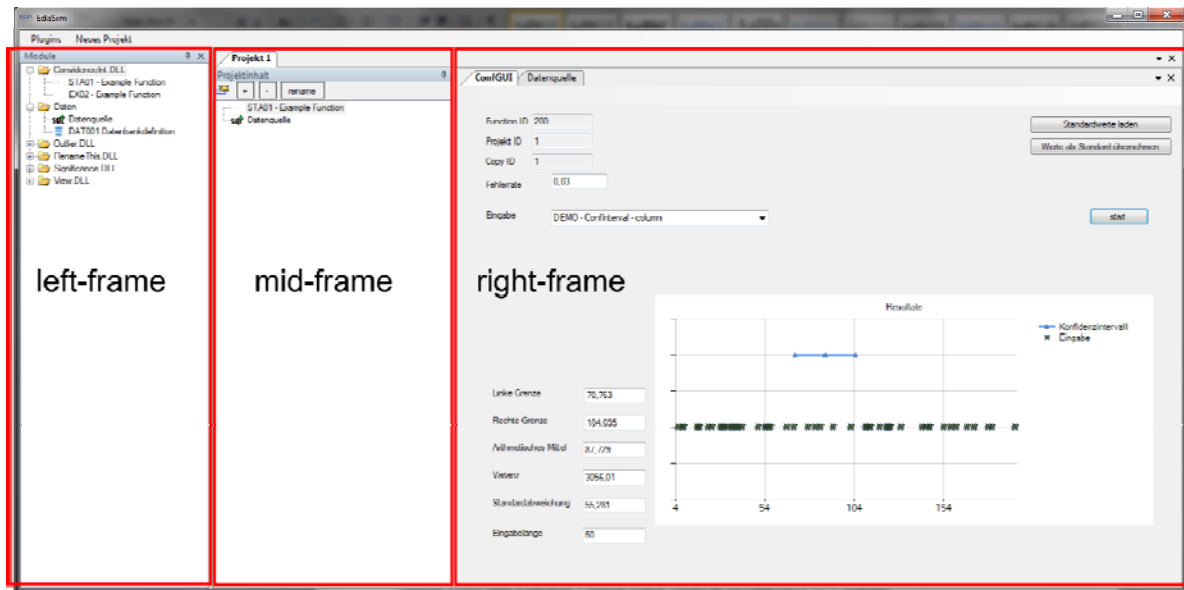 EdiaSim
Plugins Neues Projekt
Module
STA01 - Example Function
EX02 - Example Function
Daten
Datenquelle
DAT001 Datenbankdefinition
Outlier.DLL
RenameThis.DLL
Significance.DLL
View.DLL
left-frame
Projekt 1
Projektinhalt
+ - rename
STA01 - Example Function
Datenquelle
mid-frame
ConfGUI Datenquelle
Function ID 200
Projekt ID 1
Copy ID 1
Fehlerrate 0,03
Eingabe DEMO - ConfInterval - column
Standardwerte laden
Werte als Standard übernehmen
start
right-frame
Resultate
Konfidenzintervall
Eingabe
Linke Grenze 70,763
Rechte Grenze 104,695
Arithmetisches Mittel 87,729
Varianz 3056,01
Standardabweichung 55,281
Eingabelänge 50
4 54 104 154